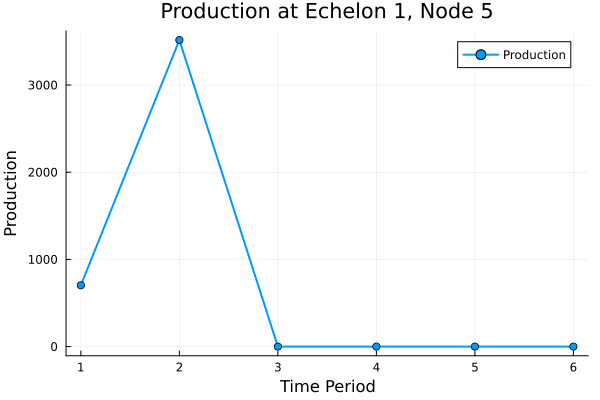 Production at Echelon 1, Node 5
Production
3000
2000
1000
0
Production
1 2 3 4 5 6
Time Period